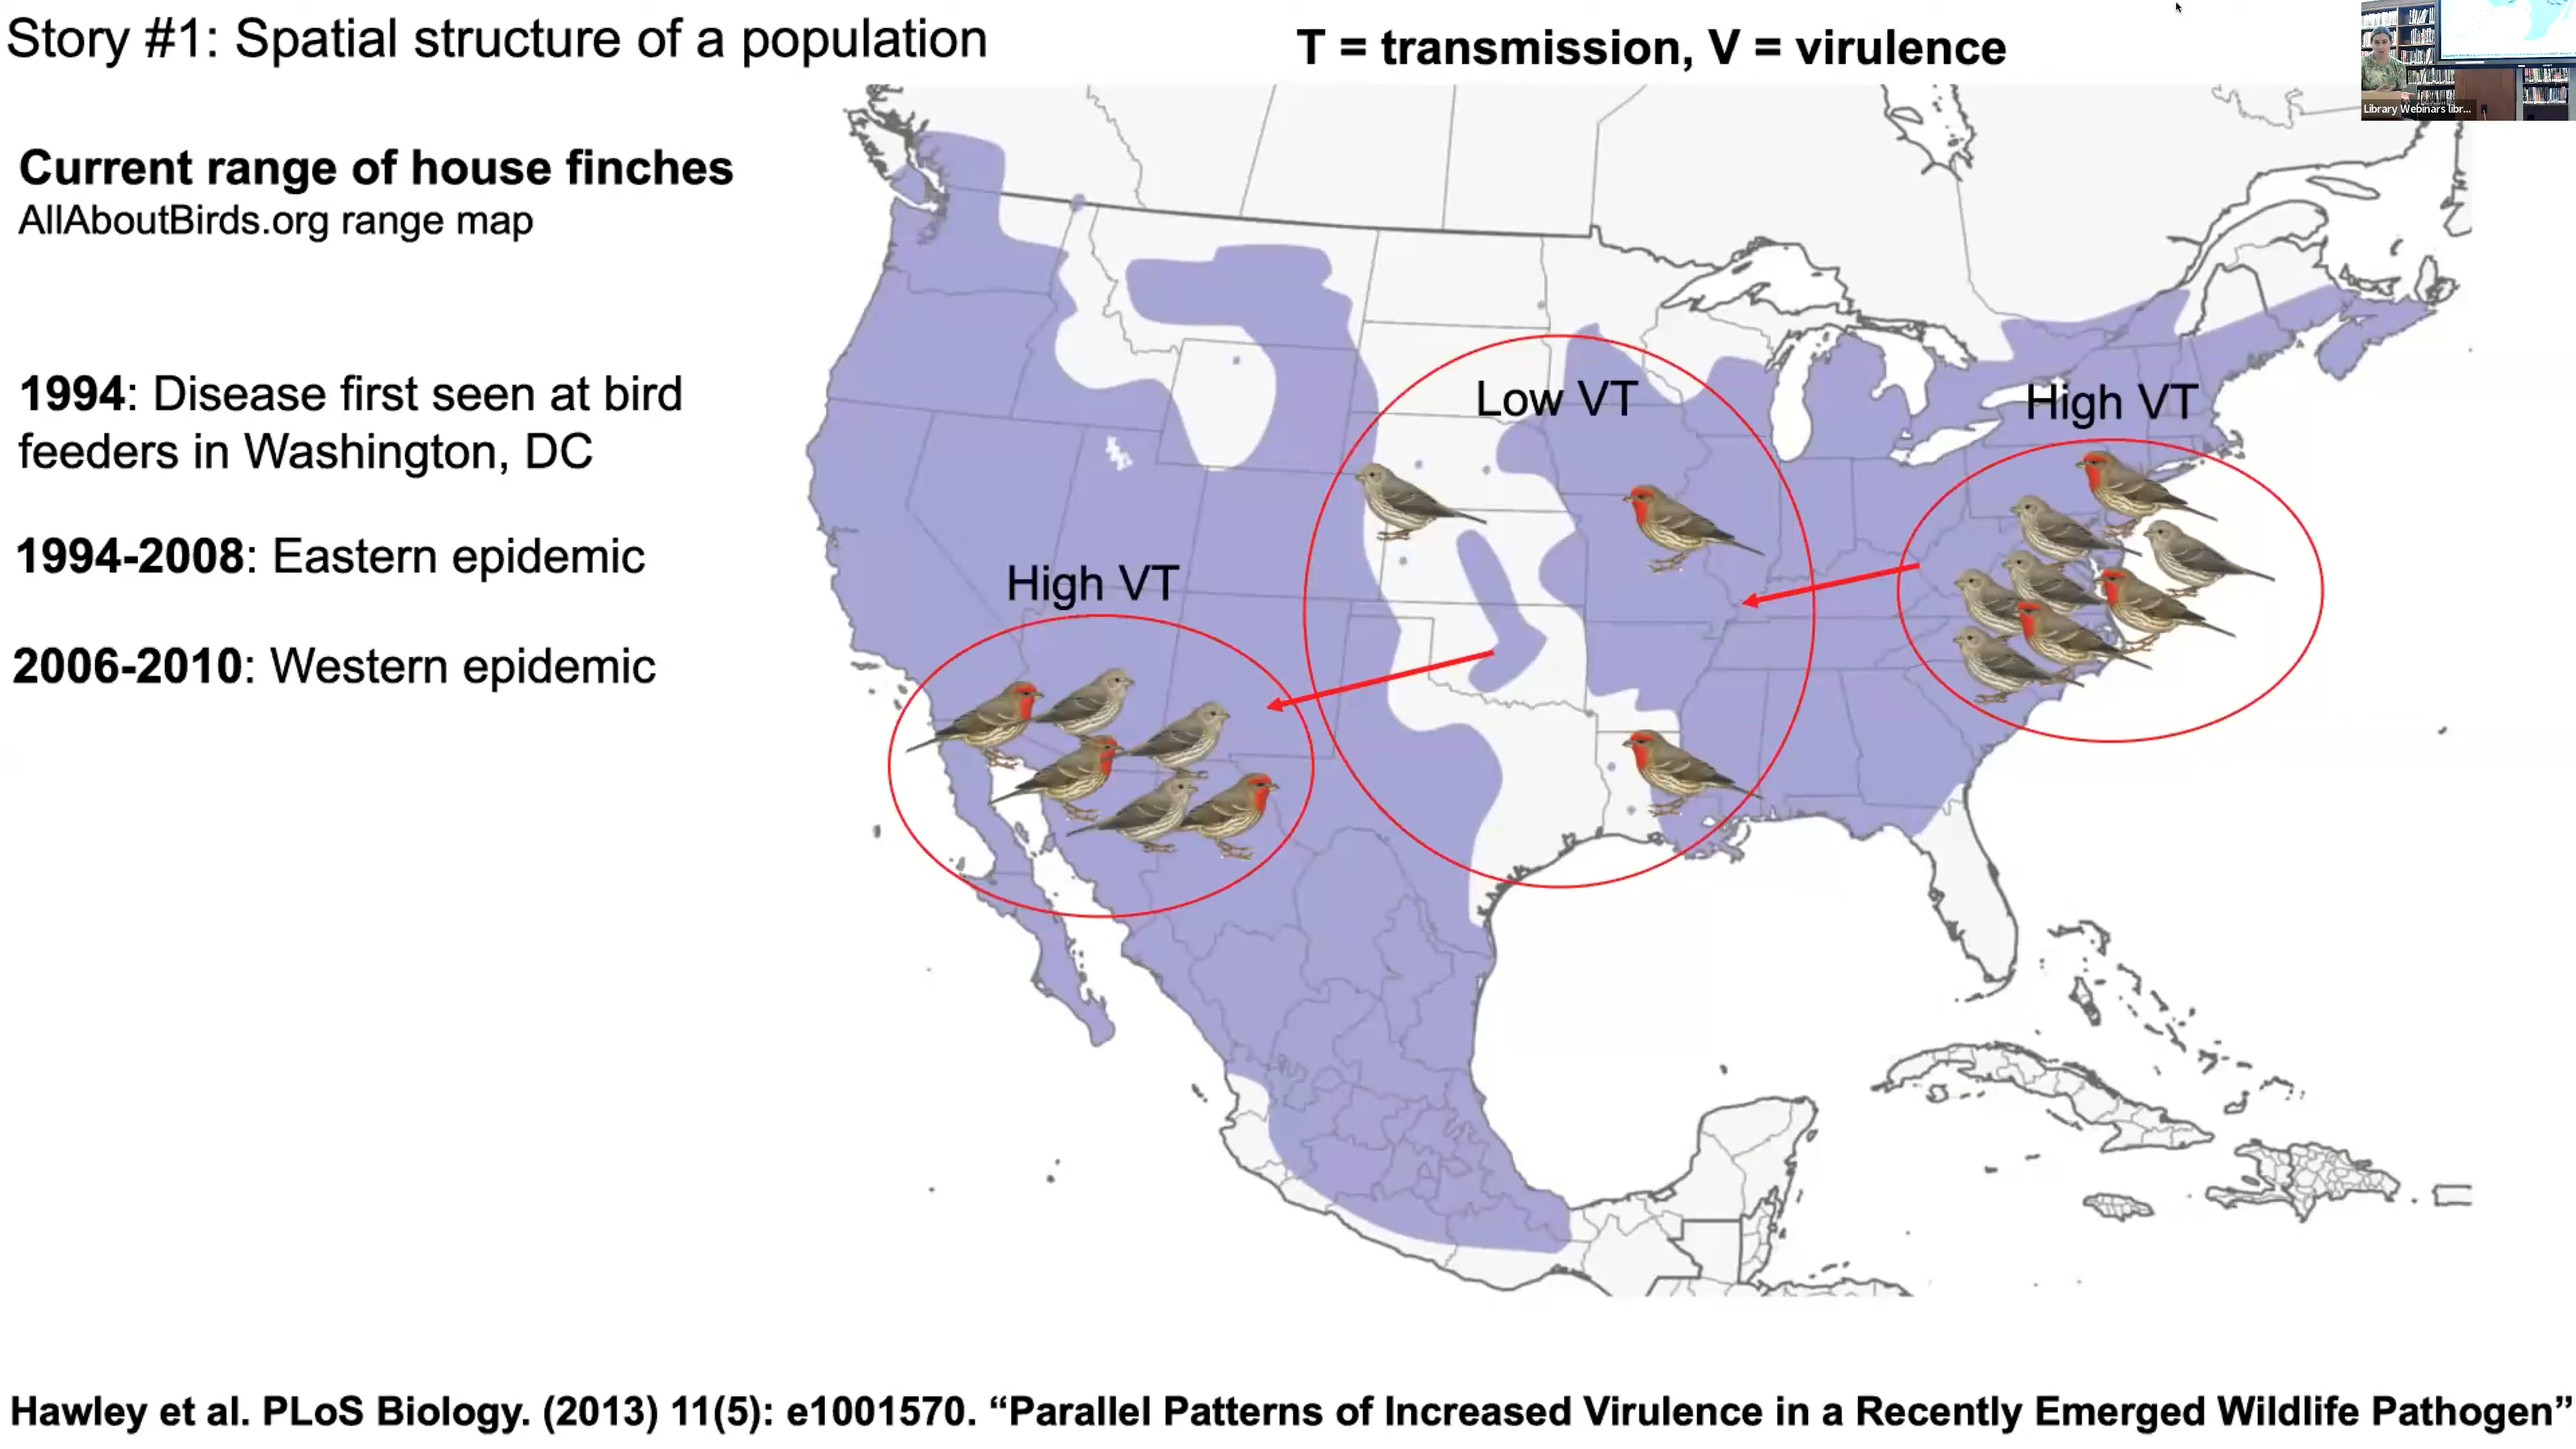 Story #1: Spatial structure of a population
T = transmission, V = virulence
Library Webinars libr...
Current range of house finches
AllAboutBirds.org range map
1994: Disease first seen at bird
feeders in Washington, DC
1994-2008: Eastern epidemic
2006-2010: Western epidemic
Low VT
High VT
High VT
Hawley et al. PLoS Biology. (2013) 11(5): e1001570. “Parallel Patterns of Increased Virulence in a Recently Emerged Wildlife Pathogen”